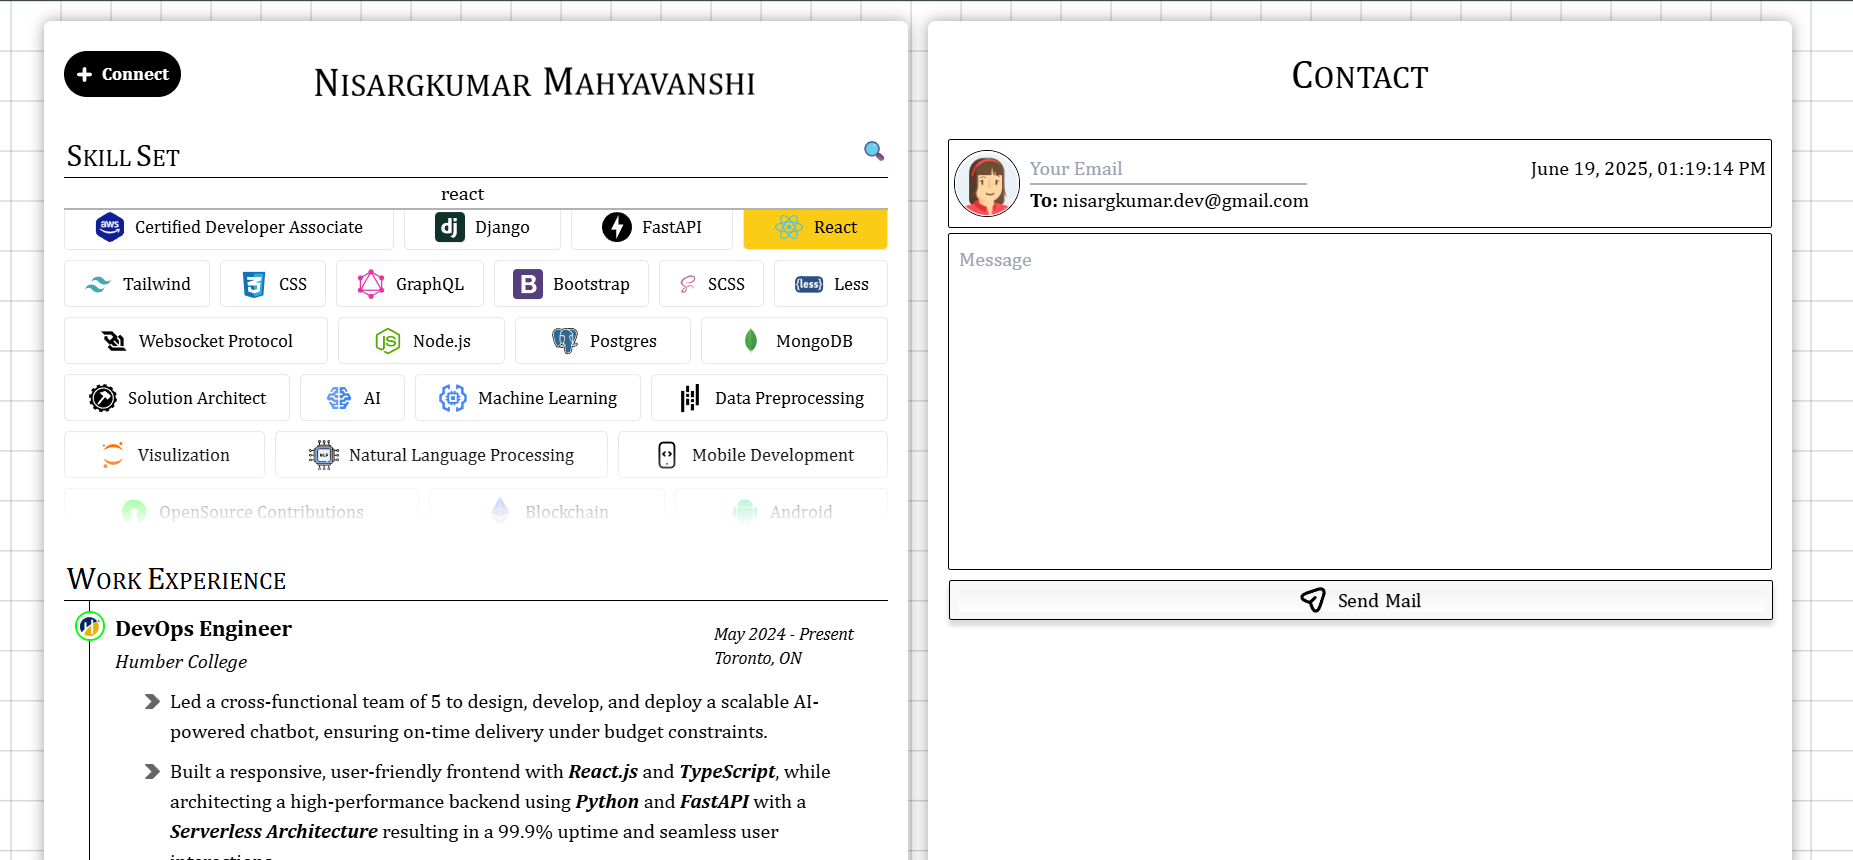 Connect
Nisargkumar Mahyavanshi
Skill Set
react
aws Certified Developer Associate
dj Django
FastAPI
React
Tailwind
CSS
GraphQL
B Bootstrap
SCSS
{less} Less
Websocket Protocol
Node.js
Postgres
MongoDB
Solution Architect
AI
Machine Learning
Data Preprocessing
Visulization
NLP Natural Language Processing
Mobile Development
OpenSource Contributions
Blockchain
Android
Work Experience
DevOps Engineer
May 2024 - Present
Humber College
Toronto, ON
Led a cross-functional team of 5 to design, develop, and deploy a scalable AI-
powered chatbot, ensuring on-time delivery under budget constraints.
Built a responsive, user-friendly frontend with React.js and TypeScript, while
architecting a high-performance backend using Python and FastAPI with a
Serverless Architecture resulting in a 99.9% uptime and seamless user
Contact
Your Email
June 19, 2025, 01:19:14 PM
To: nisargkumar.dev@gmail.com
Message
Send Mail